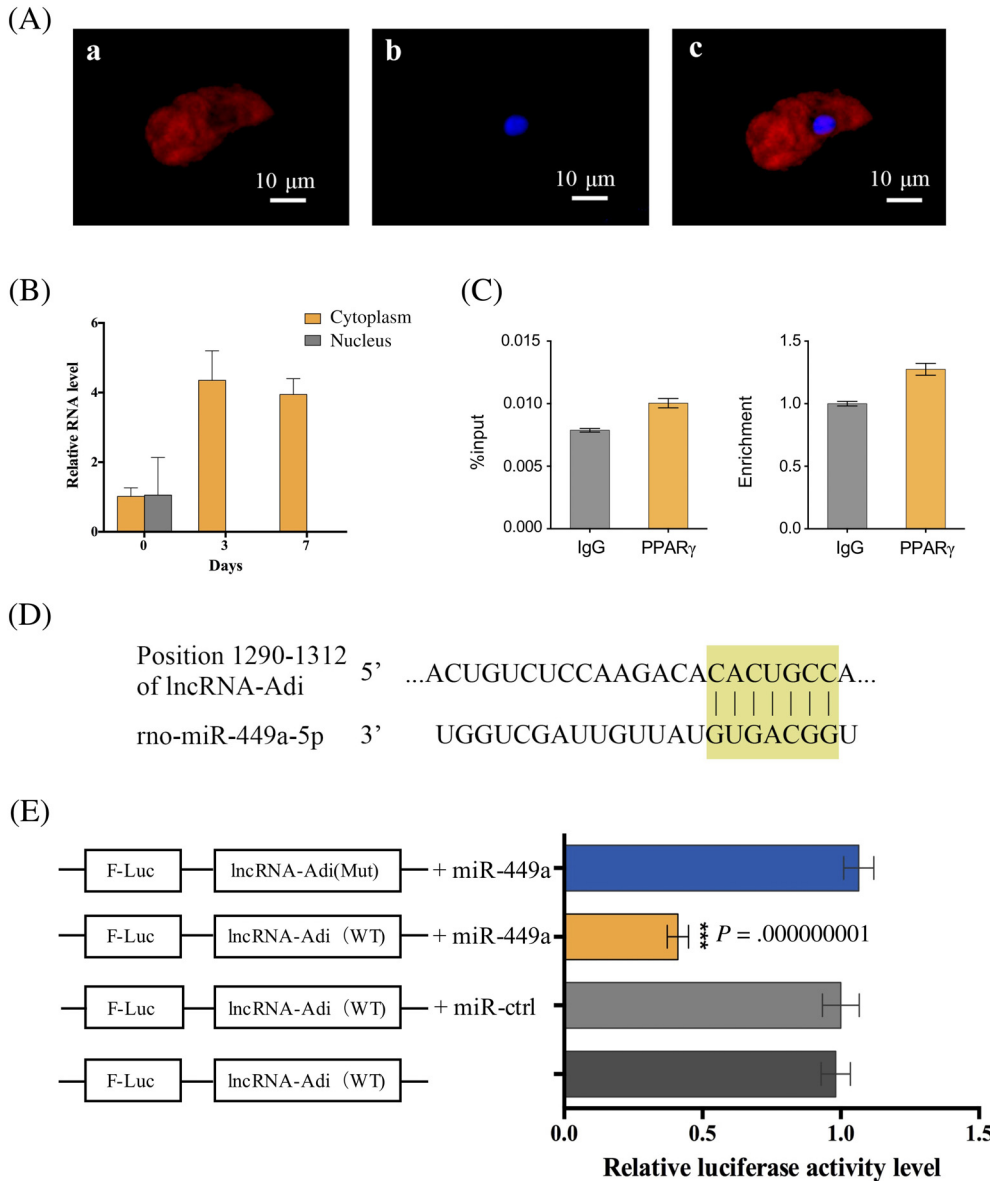 (A)
a
10 μm
b
10 μm
c
10 μm
(B)
Relative RNA level
6
4
2
0
0
3
7
Days
Cytoplasm
Nucleus
(C)
%input
0.015
0.010
0.005
0.000
IgG
PPARγ
Enrichment
1.5
1.0
0.5
0.0
IgG
PPARγ
(D)
Position 1290-1312
of lncRNA-Adi
5’ ...ACUGUCUCCAAGACACACUGCCA...
rno-miR-449a-5p 3’ UGGUCGAUUGUUAUGUGACGGU
(E)
F-Luc lncRNA-Adi(Mut) + miR-449a
F-Luc lncRNA-Adi (WT) + miR-449a
*** P = .000000001
F-Luc lncRNA-Adi (WT) + miR-ctrl
F-Luc lncRNA-Adi (WT)
0.0 0.5 1.0 1.5
Relative luciferase activity level